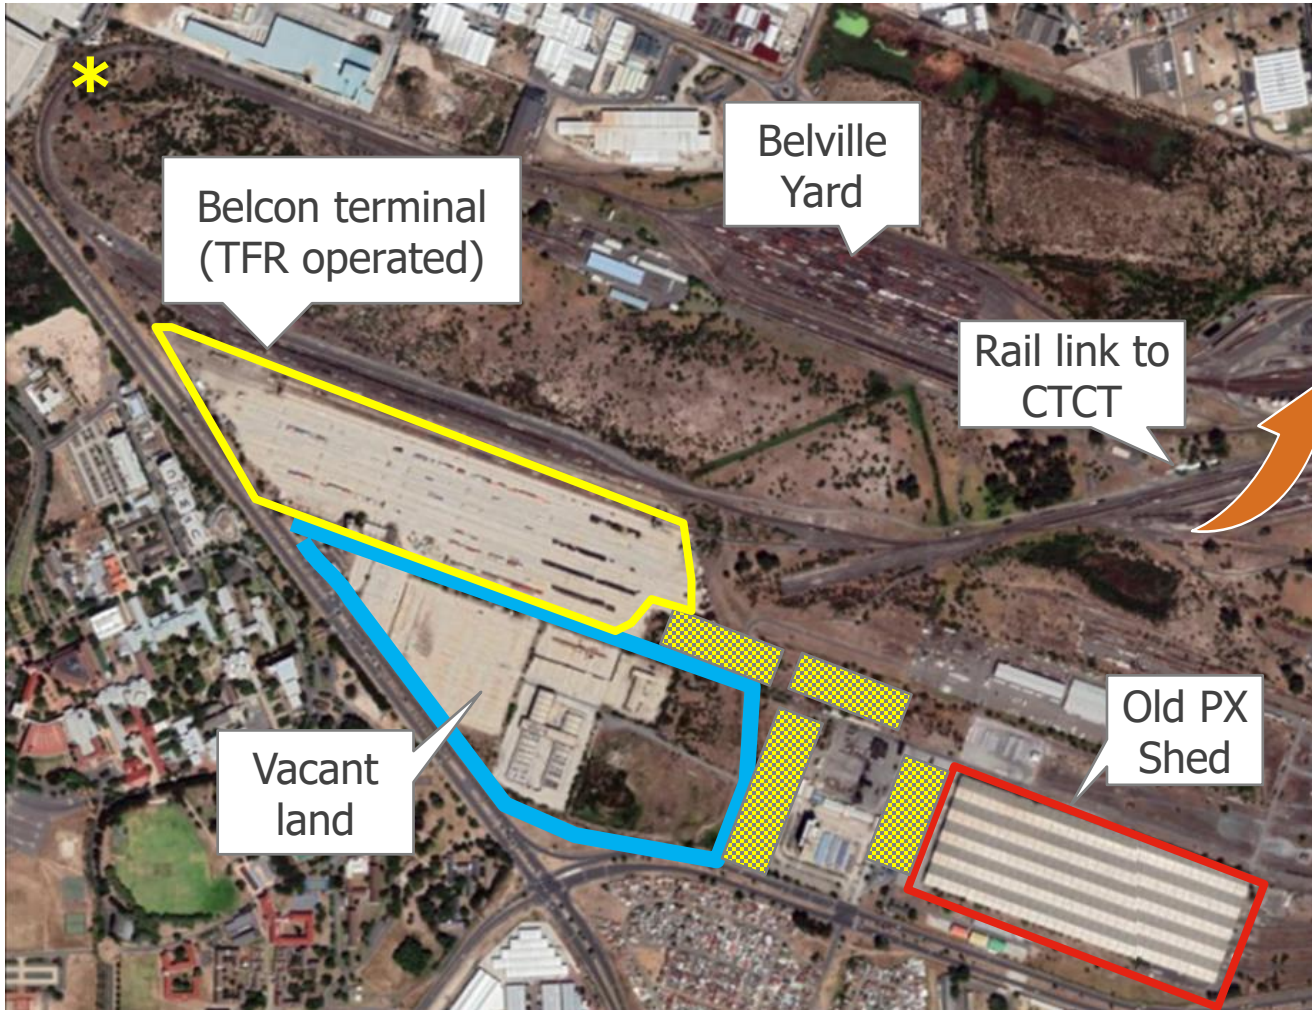 *
Belville
Yard
Belcon terminal
(TFR operated)
Rail link to
CTCT
Old PX
Shed
Vacant
land